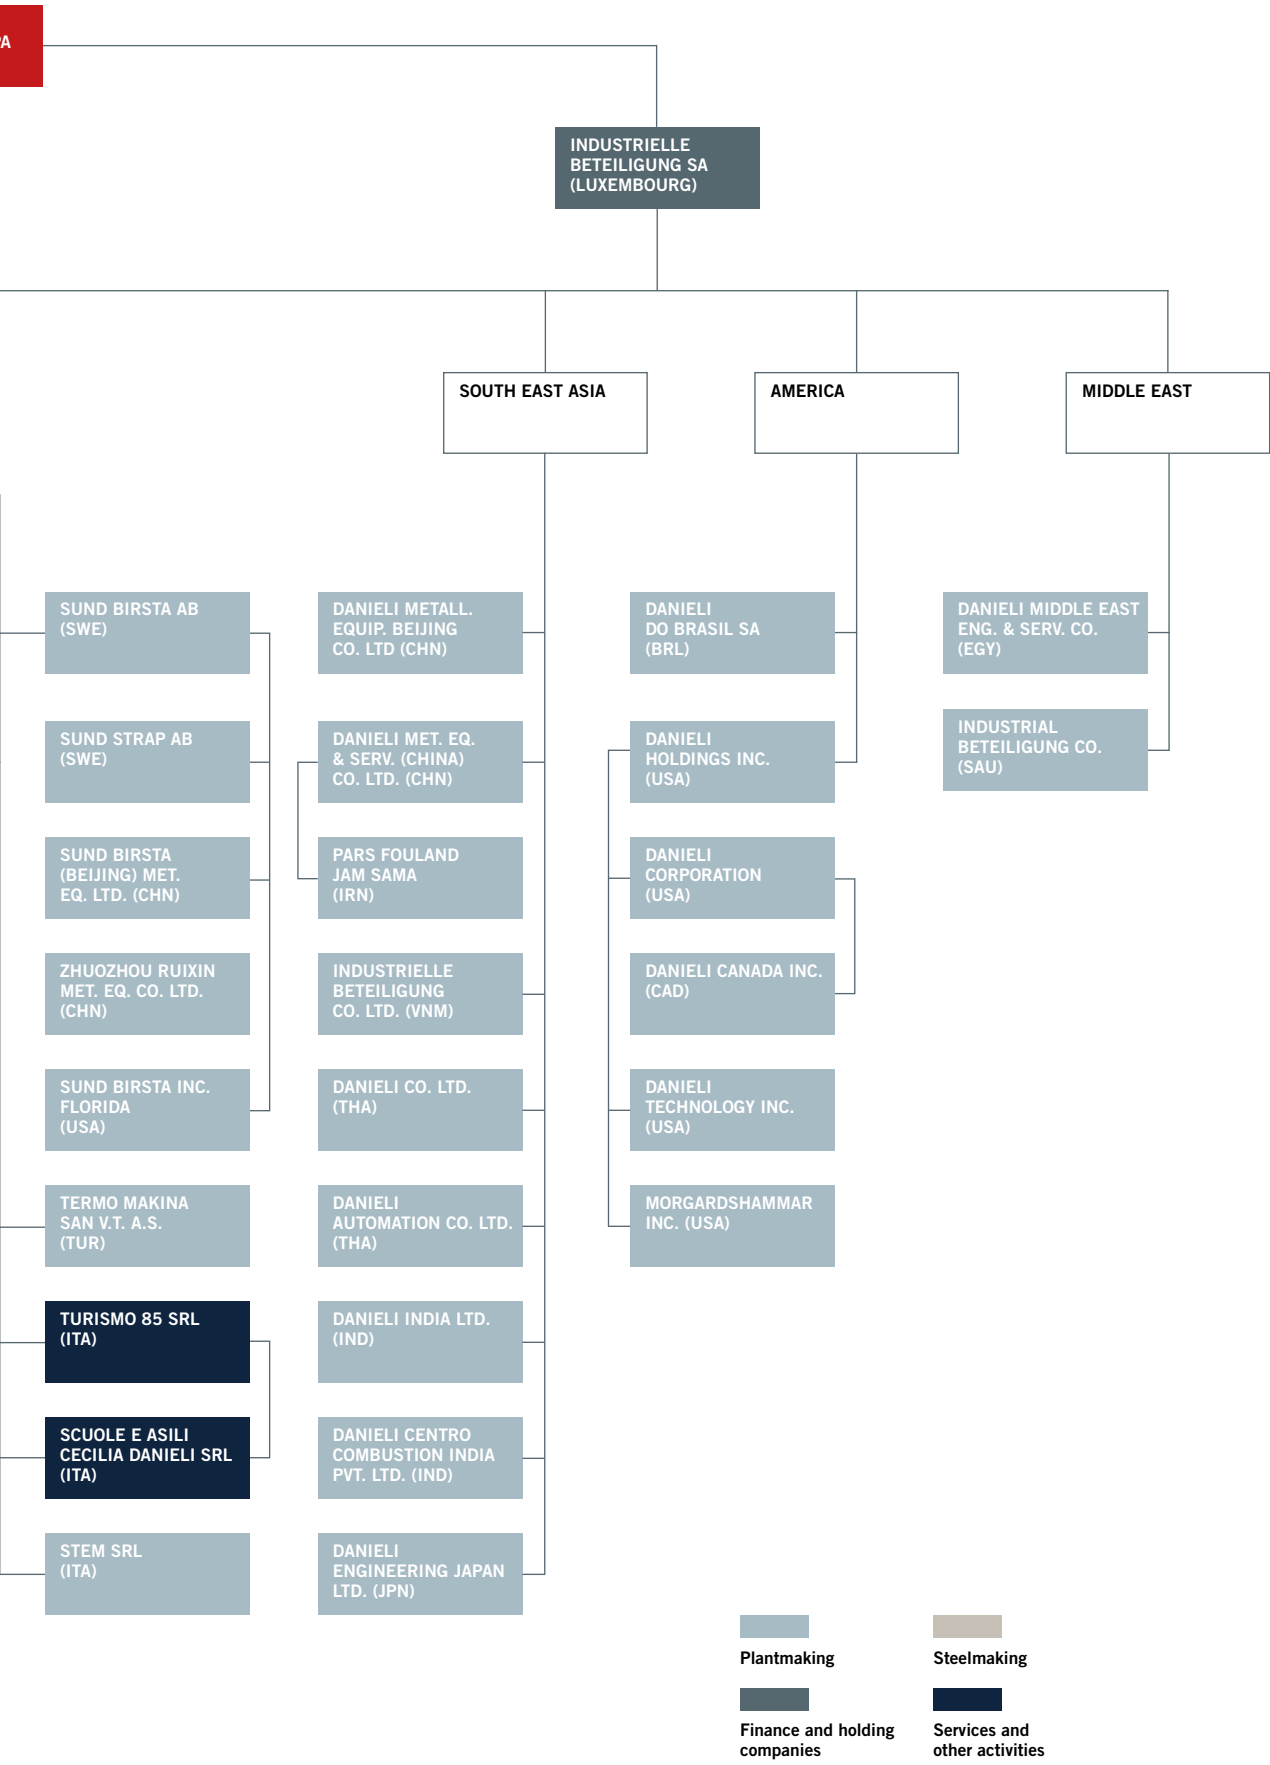 PA
INDUSTRIELLE
BETEILIGUNG SA
(LUXEMBOURG)
SOUTH EAST ASIA
AMERICA
MIDDLE EAST
SUND BIRSTA AB
(SWE)
SUND STRAP AB
(SWE)
SUND BIRSTA
(BEIJING) MET.
EQ. LTD. (CHN)
ZHUOZHOU RUIXIN
MET. EQ. CO. LTD.
(CHN)
SUND BIRSTA INC.
FLORIDA
(USA)
TERMO MAKINA
SAN V.T. A.S.
(TUR)
TURISMO 85 SRL
(ITA)
SCUOLE E ASILI
CECILIA DANIELI SRL
(ITA)
STEM SRL
(ITA)
DANIELI METALL.
EQUIP. BEIJING
CO. LTD (CHN)
DANIELI MET. EQ.
& SERV. (CHINA)
CO. LTD. (CHN)
PARS FOULAND
JAM SAMA
(IRN)
INDUSTRIELLE
BETEILIGUNG
CO. LTD. (VNM)
DANIELI CO. LTD.
(THA)
DANIELI
AUTOMATION CO. LTD.
(THA)
DANIELI INDIA LTD.
(IND)
DANIELI CENTRO
COMBUSTION INDIA
PVT. LTD. (IND)
DANIELI
ENGINEERING JAPAN
LTD. (JPN)
DANIELI
DO BRASIL SA
(BRL)
DANIELI
HOLDINGS INC.
(USA)
DANIELI
CORPORATION
(USA)
DANIELI CANADA INC.
(CAD)
DANIELI
TECHNOLOGY INC.
(USA)
MORGARDSHAMMAR
INC. (USA)
DANIELI MIDDLE EAST
ENG. & SERV. CO.
(EGY)
INDUSTRIAL
BETEILIGUNG CO.
(SAU)
Plantmaking
Steelmaking
Finance and holding
companies
Services and
other activities